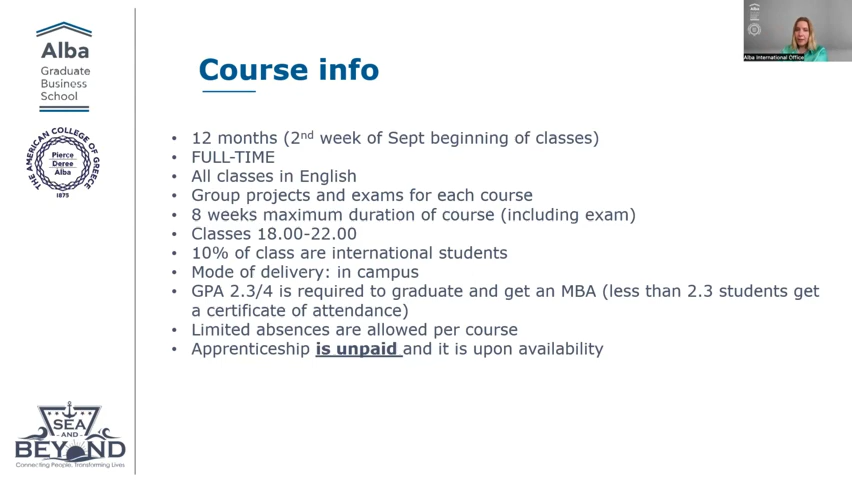 Alba
Graduate
Business
School
THE AMERICAN COLLEGE OF GREECE
Pierce
Deree
Alba
1875
SEA
AND
BEYOND
Connecting People, Transforming Lives
Course info
• 12 months (2nd week of Sept beginning of classes)
• FULL-TIME
• All classes in English
• Group projects and exams for each course
• 8 weeks maximum duration of course (including exam)
• Classes 18.00-22.00
• 10% of class are international students
• Mode of delivery: in campus
• GPA 2.3/4 is required to graduate and get an MBA (less than 2.3 students get
a certificate of attendance)
• Limited absences are allowed per course
• Apprenticeship is unpaid and it is upon availability
Alba International Office